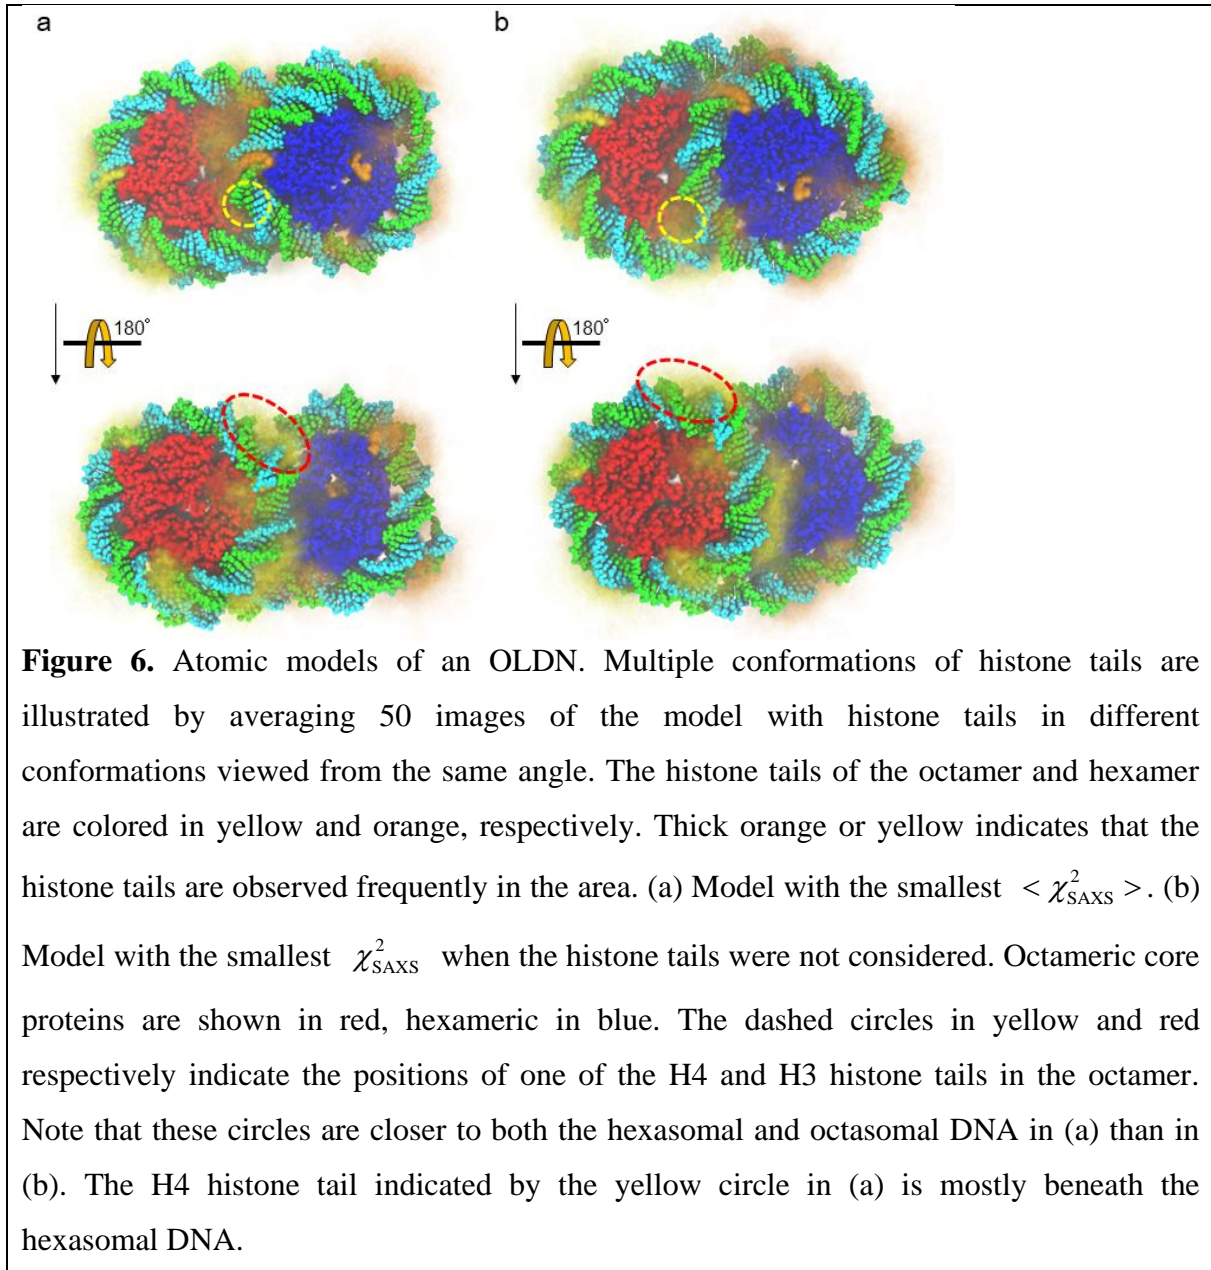 a
b
180°
180°
Figure 6. Atomic models of an OLDN. Multiple conformations of histone tails are
illustrated by averaging 50 images of the model with histone tails in different
conformations viewed from the same angle. The histone tails of the octamer and hexamer
are colored in yellow and orange, respectively. Thick orange or yellow indicates that the
histone tails are observed frequently in the area. (a) Model with the smallest < χ²_SAXS >. (b)
Model with the smallest χ²_SAXS when the histone tails were not considered. Octameric core
proteins are shown in red, hexameric in blue. The dashed circles in yellow and red
respectively indicate the positions of one of the H4 and H3 histone tails in the octamer.
Note that these circles are closer to both the hexasomal and octasomal DNA in (a) than in
(b). The H4 histone tail indicated by the yellow circle in (a) is mostly beneath the
hexasomal DNA.